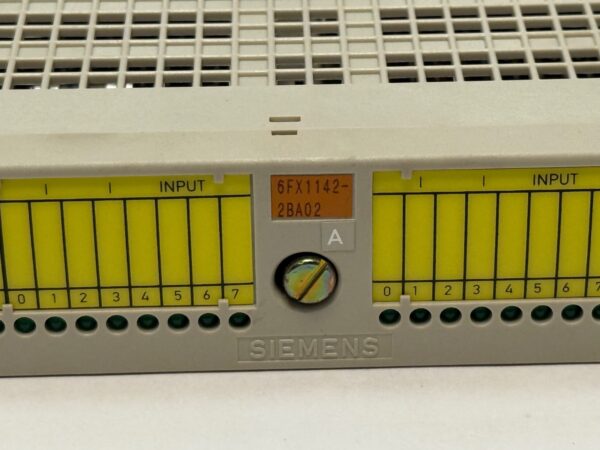 I I INPUT
0 1 2 3 4 5 6 7
6FX1142-
2BA02
A
I I INPUT
0 1 2 3 4 5 6 7
SIEMENS